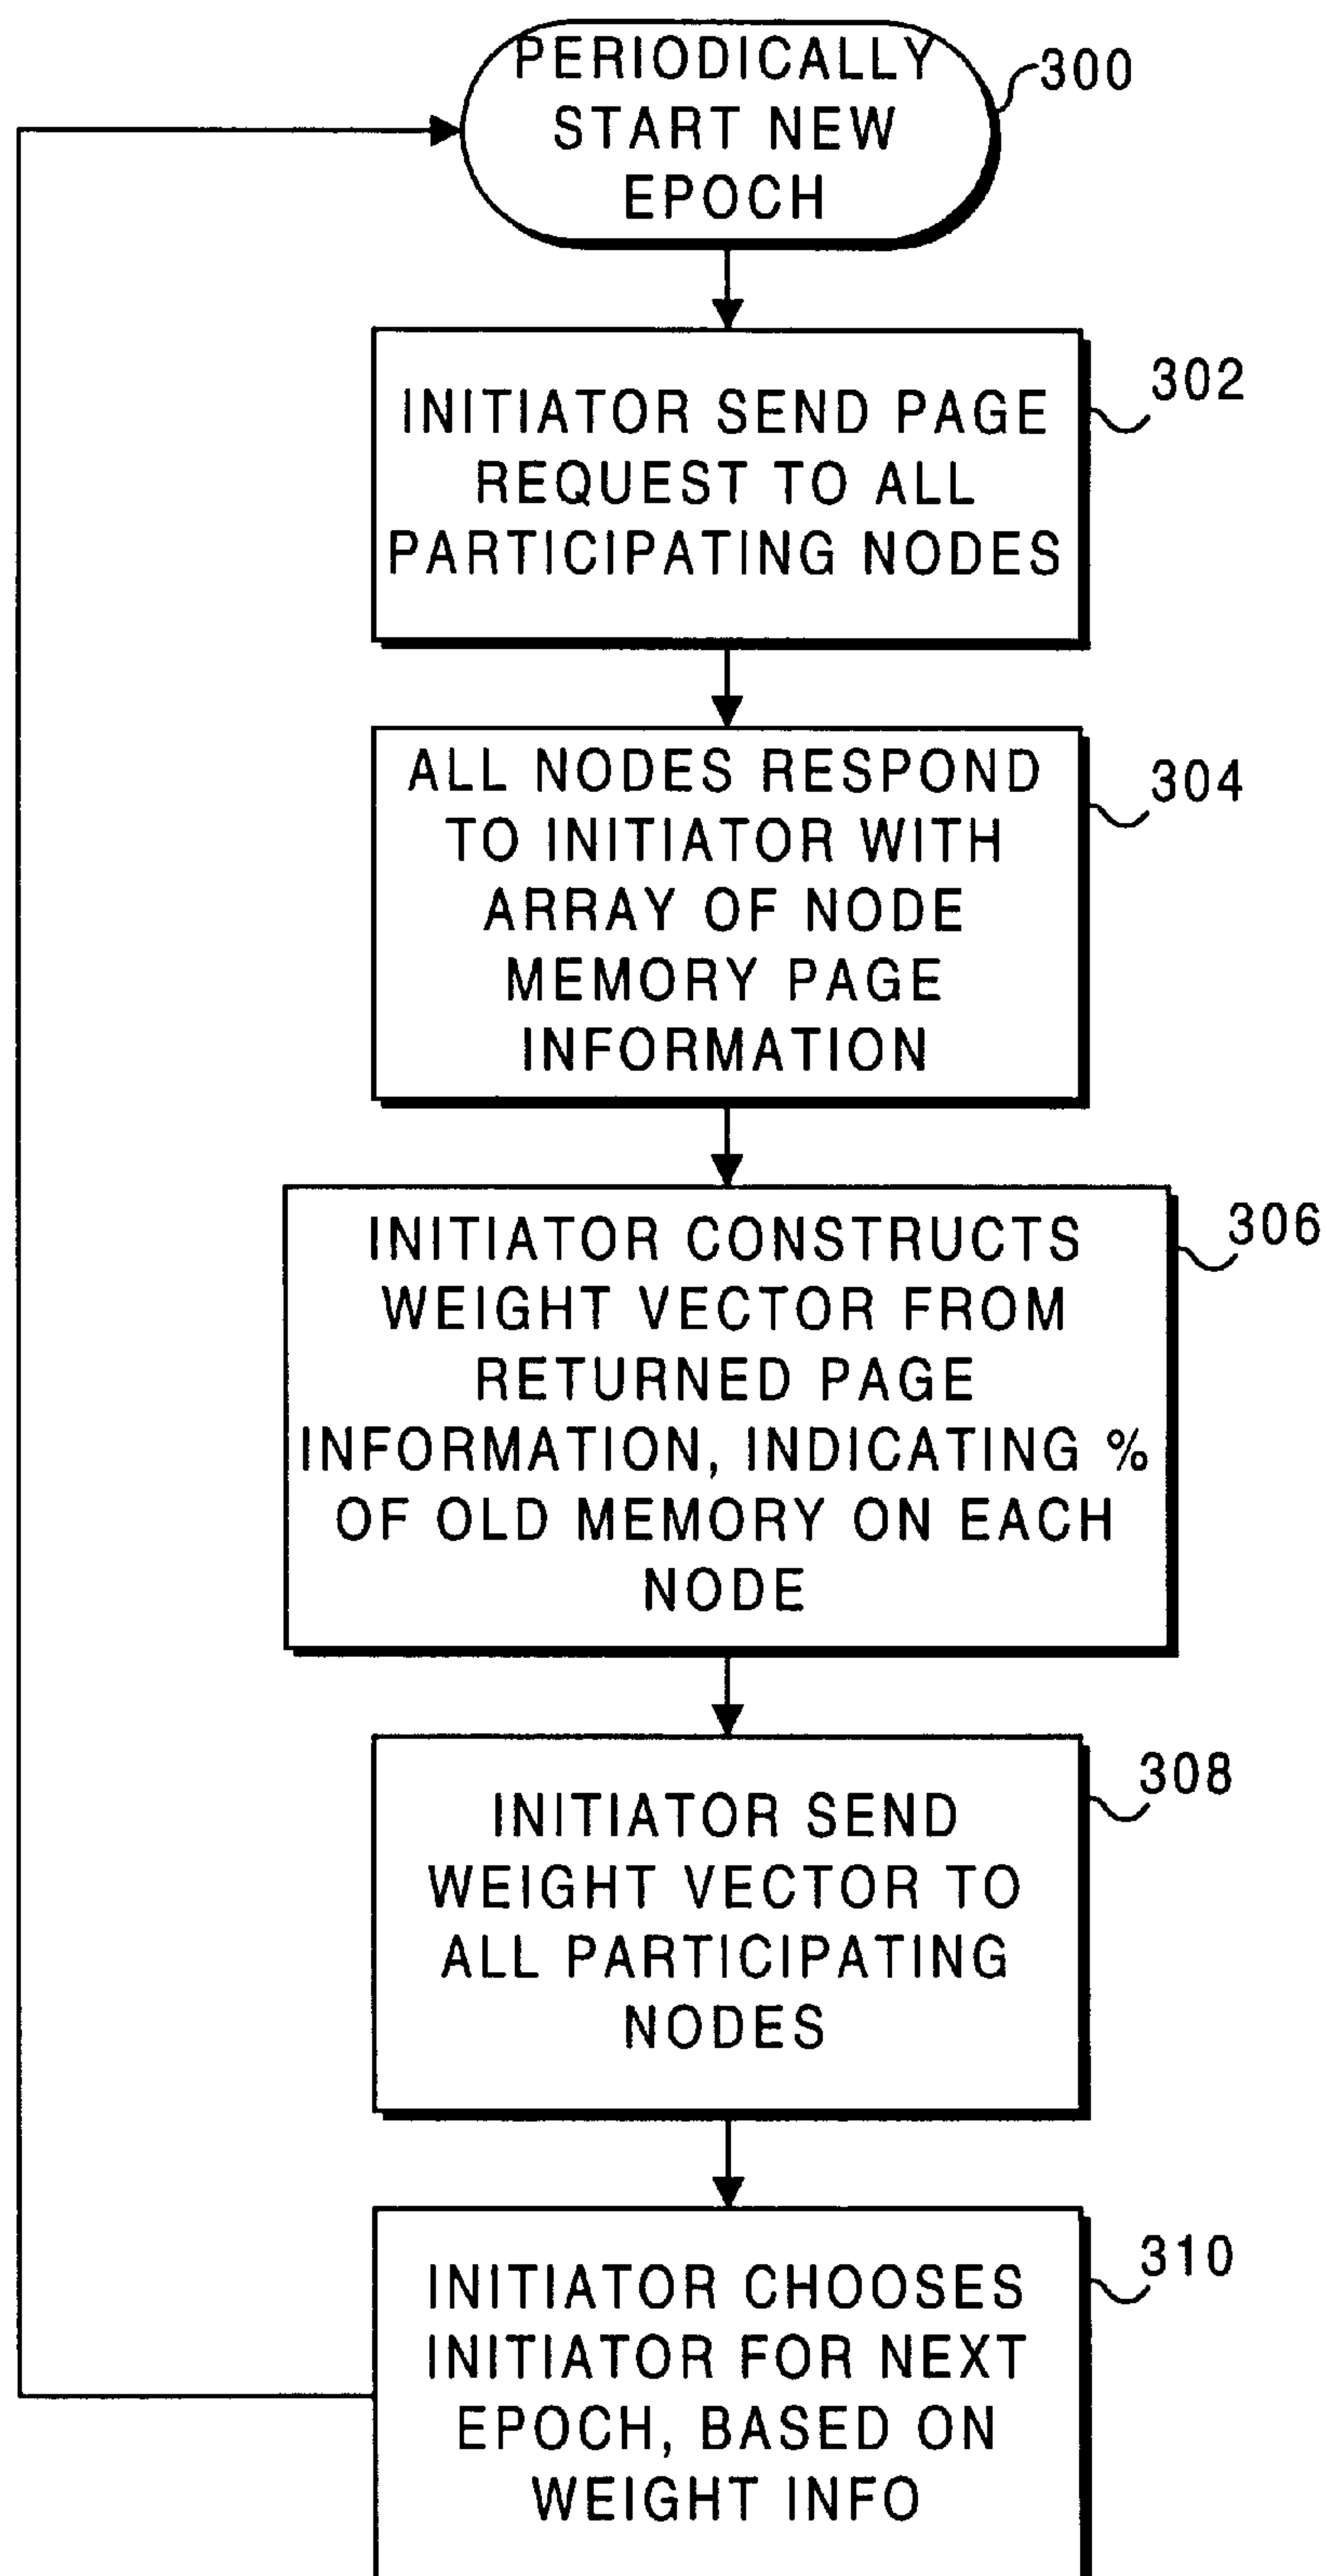 PERIODICALLY
START NEW
EPOCH
300
INITIATOR SEND PAGE
REQUEST TO ALL
PARTICIPATING NODES
302
ALL NODES RESPOND
TO INITIATOR WITH
ARRAY OF NODE
MEMORY PAGE
INFORMATION
304
INITIATOR CONSTRUCTS
WEIGHT VECTOR FROM
RETURNED PAGE
INFORMATION, INDICATING %
OF OLD MEMORY ON EACH
NODE
306
INITIATOR SEND
WEIGHT VECTOR TO
ALL PARTICIPATING
NODES
308
INITIATOR CHOOSES
INITIATOR FOR NEXT
EPOCH, BASED ON
WEIGHT INFO
310